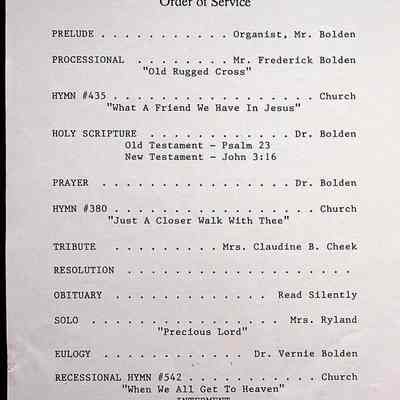 Order of Service
PRELUDE . . . . . . . . . . . Organist, Mr. Bolden
PROCESSIONAL . . . . . . . . Mr. Frederick Bolden
"Old Rugged Cross"
HYMN #435 . . . . . . . . . . . . . . . . . Church
"What A Friend We Have In Jesus"
HOLY SCRIPTURE . . . . . . . . . . . . Dr. Bolden
Old Testament - Psalm 23
New Testament - John 3:16
PRAYER . . . . . . . . . . . . . . . . Dr. Bolden
HYMN #380 . . . . . . . . . . . . . . . . . Church
"Just A Closer Walk With Thee"
TRIBUTE . . . . . . . . . Mrs. Claudine B. Cheek
RESOLUTION . . . . . . . . . . . . . . . . . . .
OBITUARY . . . . . . . . . . . . . Read Silently
SOLO . . . . . . . . . . . . . . . . Mrs. Ryland
"Precious Lord"
EULOGY . . . . . . . . . . . . Dr. Vernie Bolden
RECESSIONAL HYMN #542 . . . . . . . . . . . Church
"When We All Get To Heaven"
INTERMENT